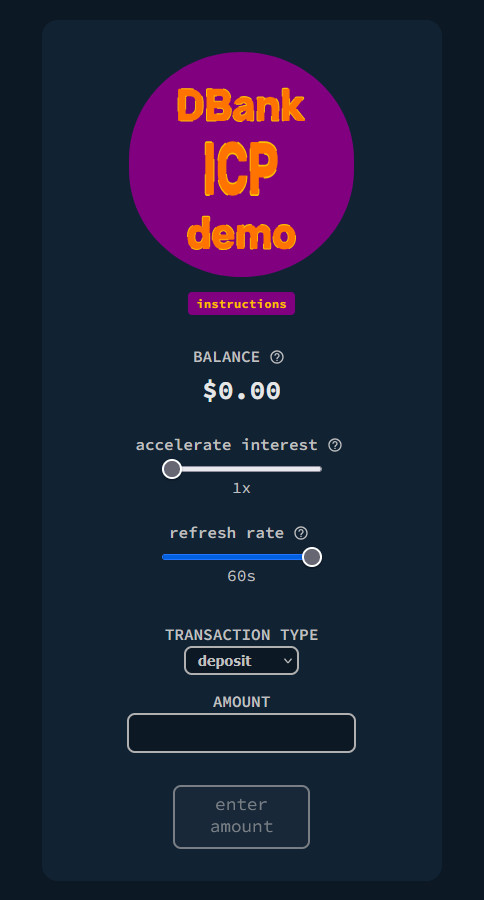 DBank
ICP
demo
instructions
BALANCE
$0.00
accelerate interest
1x
refresh rate
60s
TRANSACTION TYPE
deposit
AMOUNT
enter
amount